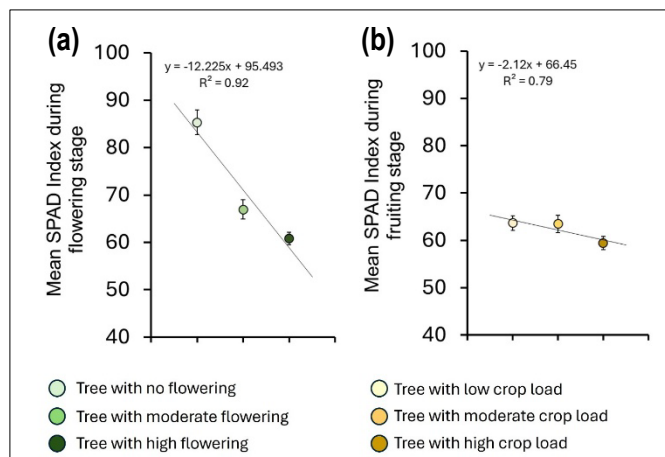 (a)
y = -12.225x + 95.493
R² = 0.92
Mean SPAD Index during
flowering stage
100
90
80
70
60
50
40
Tree with no flowering
Tree with moderate flowering
Tree with high flowering
(b)
y = -2.12x + 66.45
R² = 0.79
Mean SPAD Index during
fruiting stage
100
90
80
70
60
50
40
Tree with low crop load
Tree with moderate crop load
Tree with high crop load